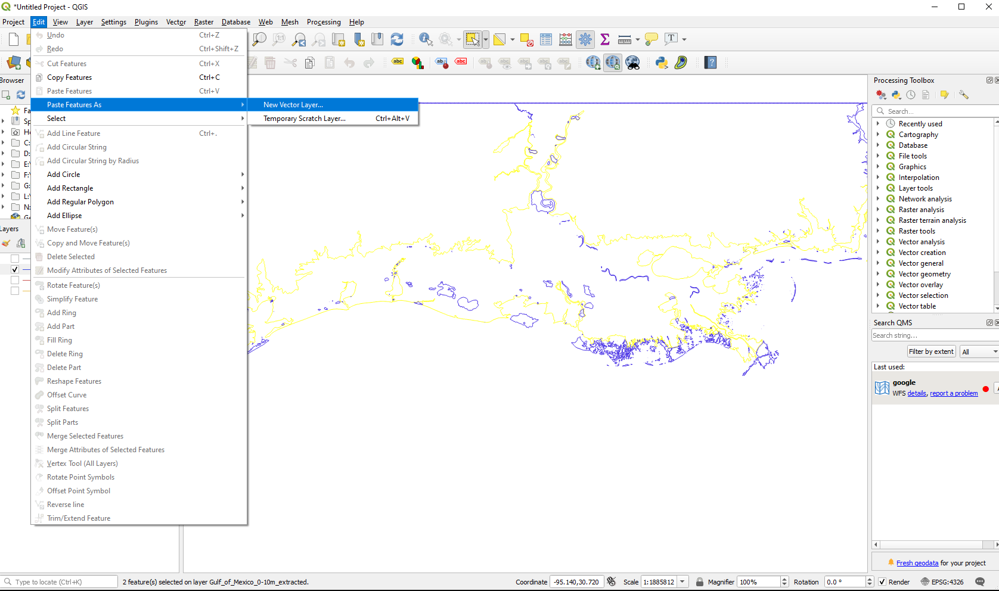 *Untitled Project - QGIS
Project Edit View Layer Settings Plugins Vector Raster Database Web Mesh Processing Help
Undo Ctrl+Z
Redo Ctrl+Shift+Z
Cut Features Ctrl+X
Copy Features Ctrl+C
Paste Features Ctrl+V
Paste Features As
Select
Add Line Feature Ctrl+.
Add Circular String
Add Circular String by Radius
Add Circle
Add Rectangle
Add Regular Polygon
Add Ellipse
Move Feature(s)
Copy and Move Feature(s)
Delete Selected
Modify Attributes of Selected Features
Rotate Feature(s)
Simplify Feature
Add Ring
Add Part
Fill Ring
Delete Ring
Delete Part
Reshape Features
Offset Curve
Split Features
Split Parts
Merge Selected Features
Merge Attributes of Selected Features
Vertex Tool (All Layers)
Rotate Point Symbols
Offset Point Symbol
Reverse line
Trim/Extend Feature
New Vector Layer...
Temporary Scratch Layer... Ctrl+Alt+V
1:1
T
abc
ab
abc
ab
?
Browser
Fa
Sp
Ho
C:
D:
E:\
F:\
G:
L:\
N:
Ge
Layers
Processing Toolbox
Search...
Recently used
Cartography
Database
File tools
Graphics
Interpolation
Layer tools
Network analysis
Raster analysis
Raster terrain analysis
Raster tools
Vector analysis
Vector creation
Vector general
Vector geometry
Vector overlay
Vector selection
Vector table
Search QMS
Search string...
Filter by extent All
Last used:
google
WFS details, report a problem
Fresh geodata for your project
Type to locate (Ctrl+K) 2 feature(s) selected on layer Gulf_of_Mexico_0-10m_extracted. Coordinate -95.140,30.720 Scale 1:1885812 Magnifier 100% Rotation 0.0 ° Render EPSG:4326